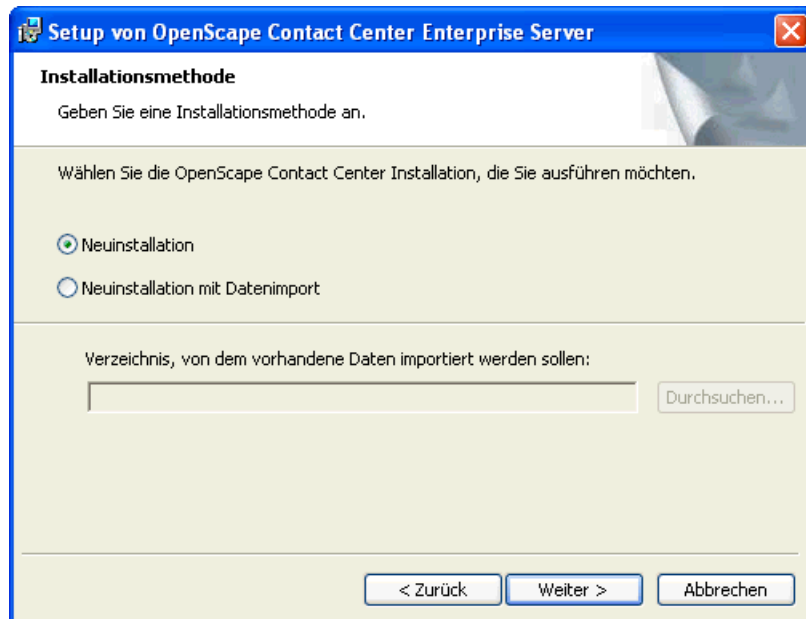 Setup von OpenScape Contact Center Enterprise Server
Installationsmethode
Geben Sie eine Installationsmethode an.
Wählen Sie die OpenScape Contact Center Installation, die Sie ausführen möchten.
Neuinstallation
Neuinstallation mit Datenimport
Verzeichnis, von dem vorhandene Daten importiert werden sollen:
Durchsuchen...
< Zurück Weiter > Abbrechen